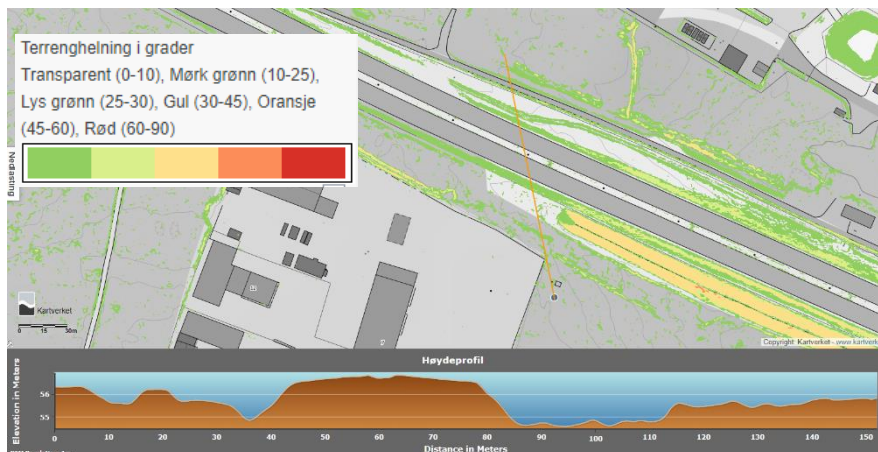 Terrenghelning i grader
Transparent (0-10), Mørk grønn (10-25),
Lys grønn (25-30), Gul (30-45), Oransje
(45-60), Rød (60-90)
Nedlasting
Kartverket
0 15 30m
Copyright: Kartverket - www.kartverk
Høydeprofil
Elevation in Meters
56
55
0 10 20 30 40 50 60 70 80 90 100 110 120 130 140 150
Distance in Meters